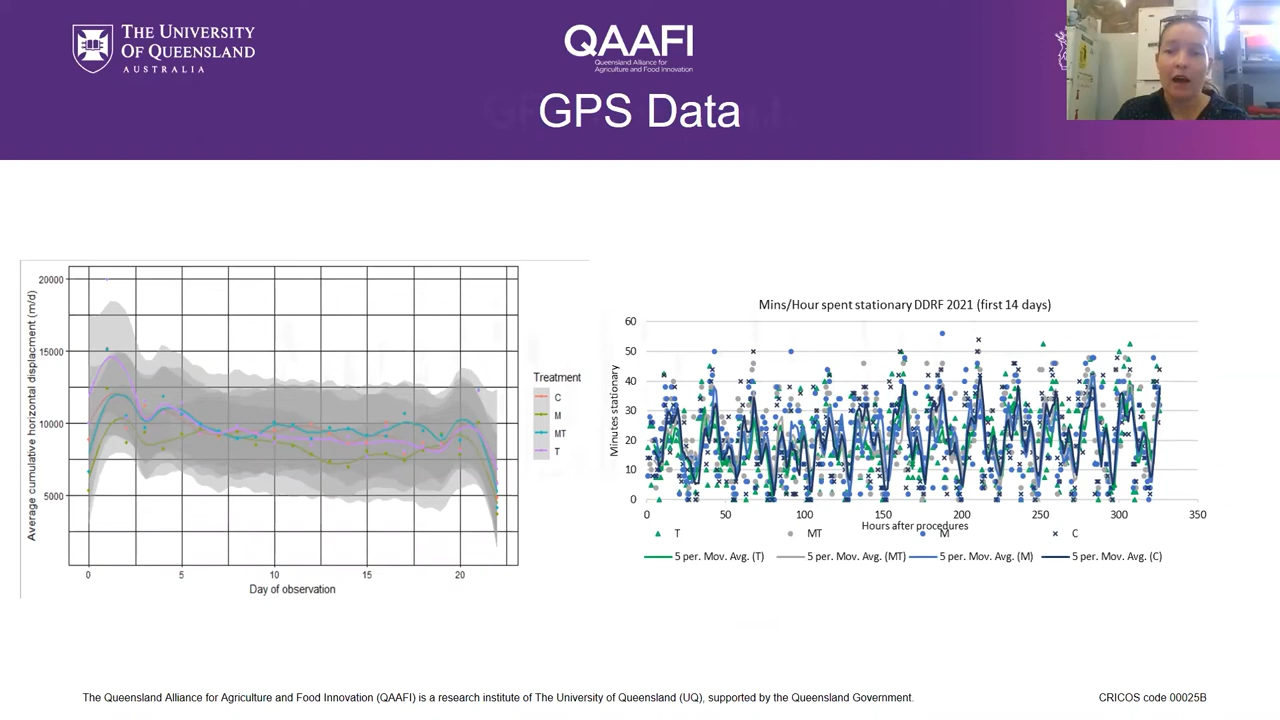 THE UNIVERSITY
OF QUEENSLAND
AUSTRALIA
QAAFI
Queensland Alliance for
Agriculture and Food Innovation
GPS Data
20000
15000
10000
5000
Average cumulative horizontal displacment (m/d)
0 5 10 15 20
Day of observation
Treatment
C
M
MT
T
Mins/Hour spent stationary DDRF 2021 (first 14 days)
60
50
40
30
20
10
0
Minutes stationary
0 50 100 150 200 250 300 350
Hours after procedures
T MT M C
5 per. Mov. Avg. (T) 5 per. Mov. Avg. (MT) 5 per. Mov. Avg. (M) 5 per. Mov. Avg. (C)
The Queensland Alliance for Agriculture and Food Innovation (QAAFI) is a research institute of The University of Queensland (UQ), supported by the Queensland Government.
CRICOS code 00025B